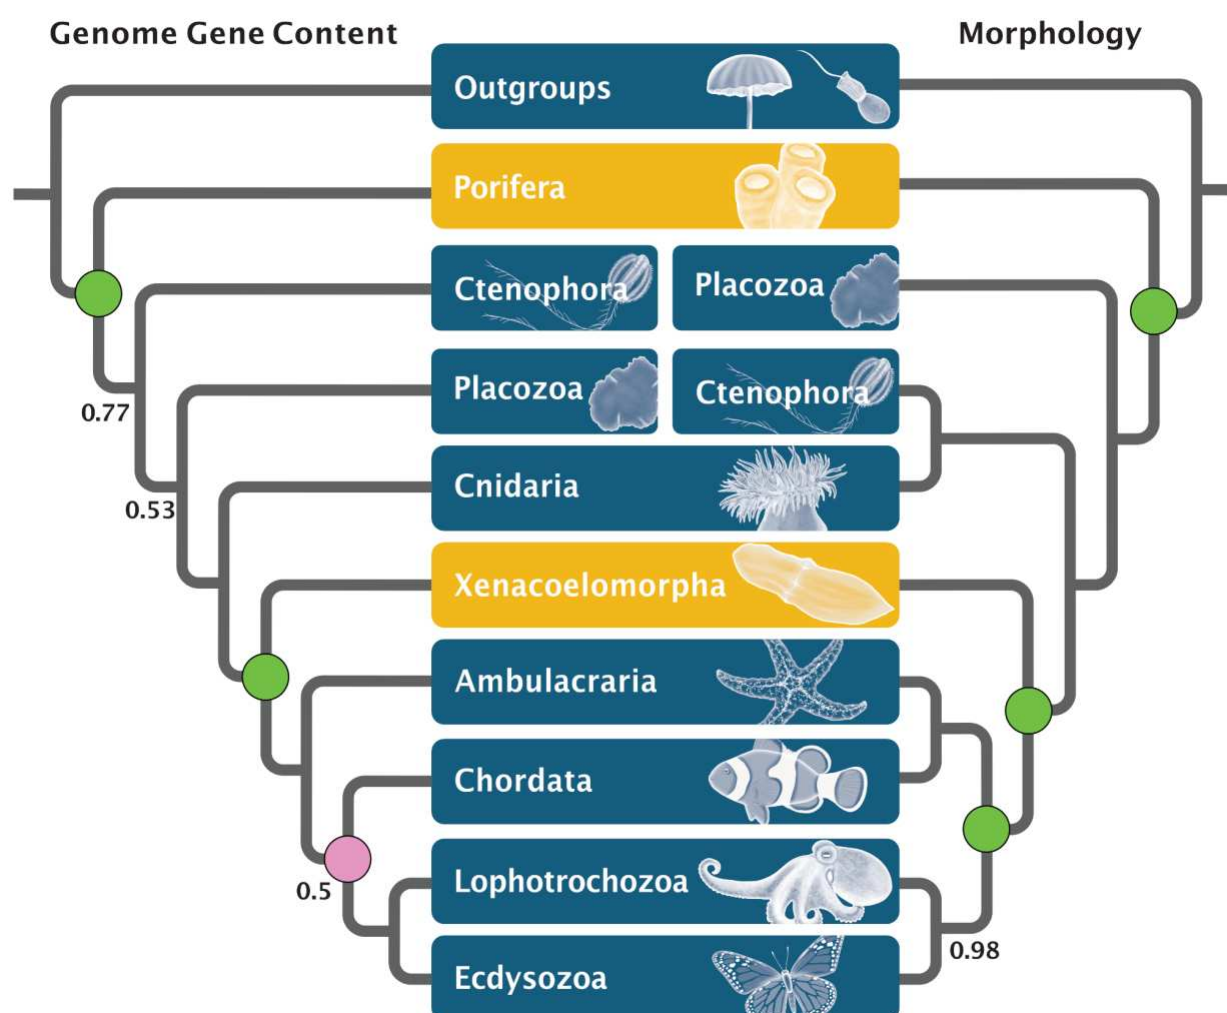 Genome Gene Content
Morphology
Outgroups
Porifera
Ctenophora
Placozoa
Placozoa
Ctenophora
0.77
Cnidaria
0.53
Xenacoelomorpha
Ambulacraria
Chordata
Lophotrochozoa
0.5
0.98
Ecdysozoa